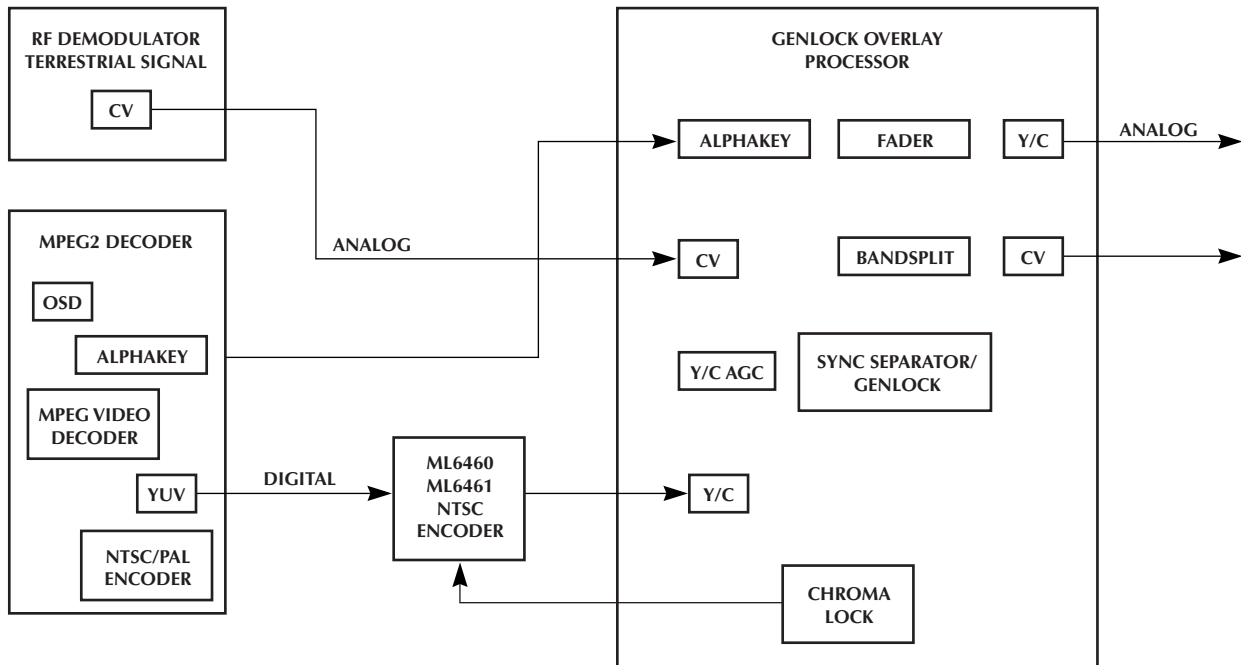 RF DEMODULATOR
TERRESTRIAL SIGNAL
CV
MPEG2 DECODER
OSD
ALPHAKEY
MPEG VIDEO
DECODER
YUV
NTSC/PAL
ENCODER
ANALOG
DIGITAL
ML6460
ML6461
NTSC
ENCODER
GENLOCK OVERLAY
PROCESSOR
ALPHAKEY
FADER
Y/C
ANALOG
CV
BANDSPLIT
CV
Y/C AGC
SYNC SEPARATOR/
GENLOCK
Y/C
CHROMA
LOCK